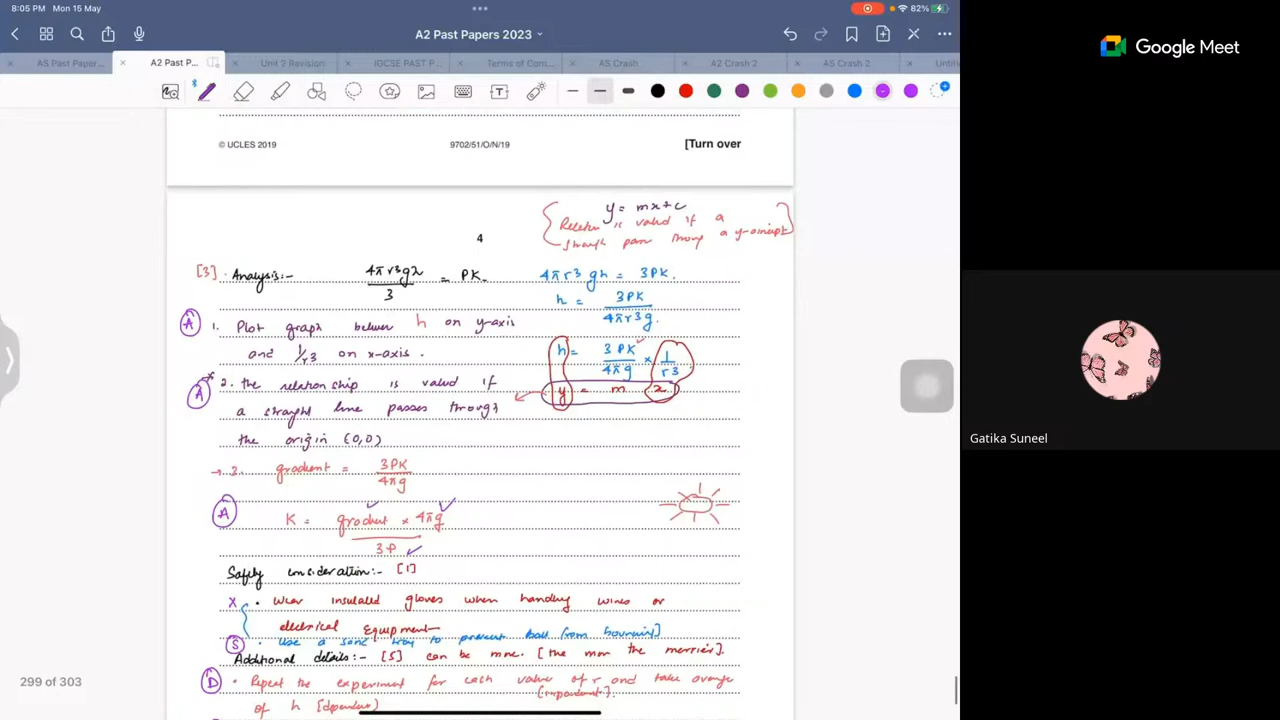 8:05 PM Mon 15 May
82%
A2 Past Papers 2023
AS Past Paper...
A2 Past P...
Unit 2 Revision
IGCSE PAST P...
Terms of Com...
AS Crash
A2 Crash 2
AS Crash 2
Untit
Google Meet
© UCLES 2019 9702/51/O/N/19 [Turn over
y = mx+c
is valid if a
straight pass through a
4
[3] Analysis:- 4πr³gh / 3 = PK. 4πr³ gh = 3PK.
h = 3PK / 4πr³g.
A 1. Plot graph between h on y-axis
and 1/r3 on x-axis.
h = 3PK / 4πg × 1/r3
y = m x
A * 2. the relationship is valid if
a straight line passes through
the origin (0,0)
→ 3. gradient = 3PK / 4πg
A K = gradient × 4πg / 3P
Safety consideration:- [1]
X • Wear insulated gloves when handling wires or
electrical equipment
S • use a sand tray to prevent ball from bouncing]
Additional details:- [5] can be more. [the more the merrier].
D • Repeat the experiment for each value of r and take average
of h [dependent)
299 of 303
Gatika Suneel